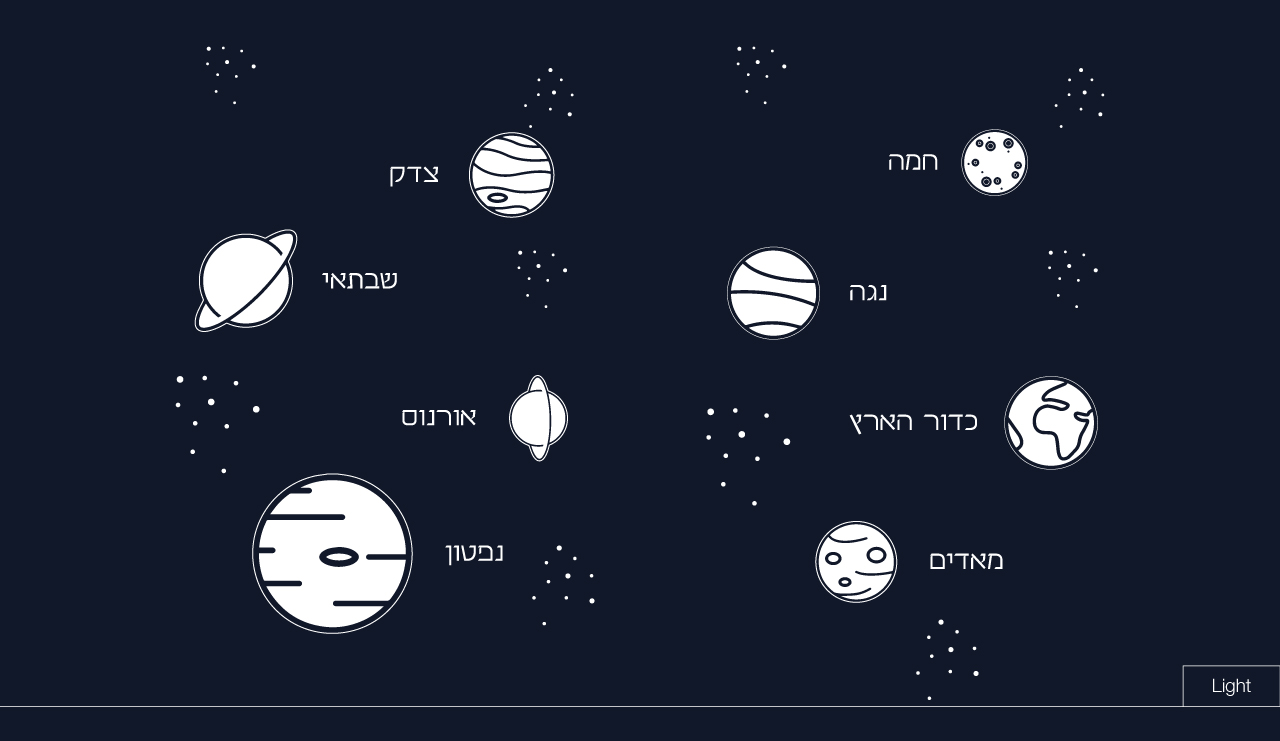 חמה
נגה
כדור הארץ
מאדים
צדק
שבתאי
אורנוס
נפטון
Light